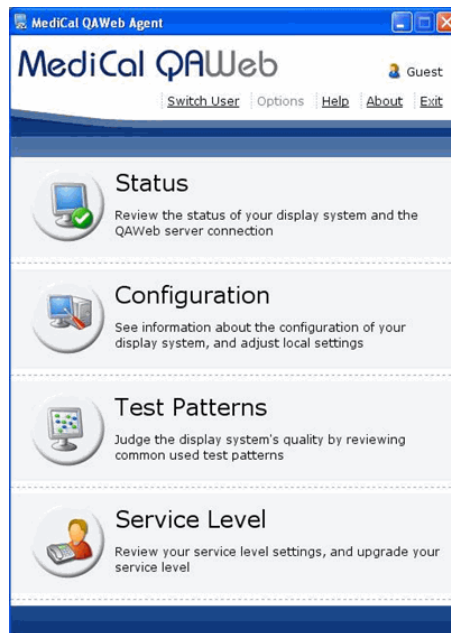 MediCal QAWeb Agent
MediCal QAWeb
Guest
Switch User Options Help About Exit
Status
Review the status of your display system and the
QAWeb server connection
Configuration
See information about the configuration of your
display system, and adjust local settings
Test Patterns
Judge the display system's quality by reviewing
common used test patterns
Service Level
Review your service level settings, and upgrade your
service level